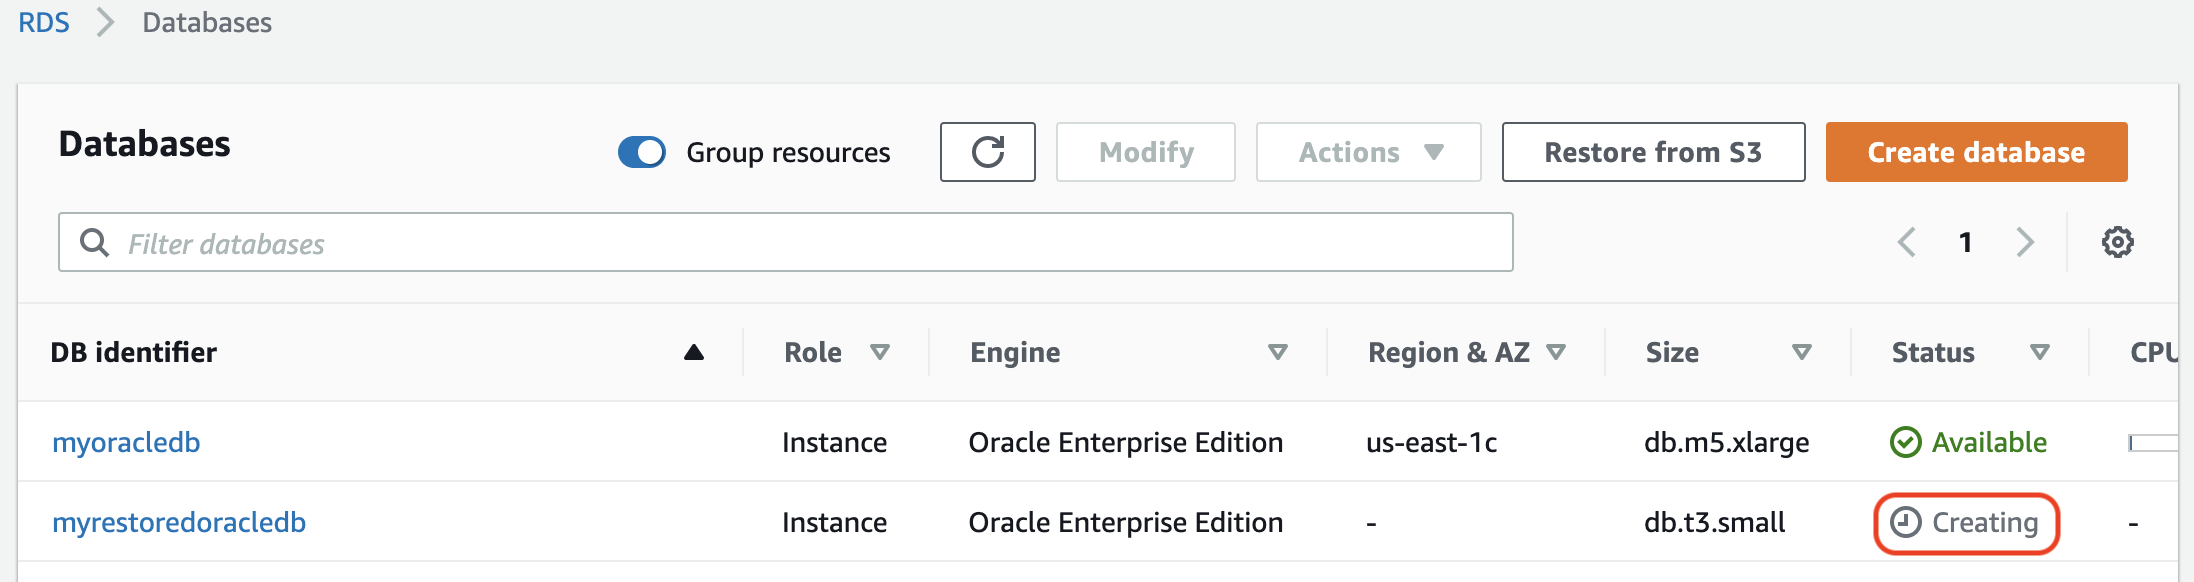 RDS Databases
Databases Group resources Modify Actions Restore from S3 Create database
Filter databases 1
DB identifier Role Engine Region & AZ Size Status CPU
myoracledb Instance Oracle Enterprise Edition us-east-1c db.m5.xlarge Available
myrestoredoracledb Instance Oracle Enterprise Edition - db.t3.small Creating -